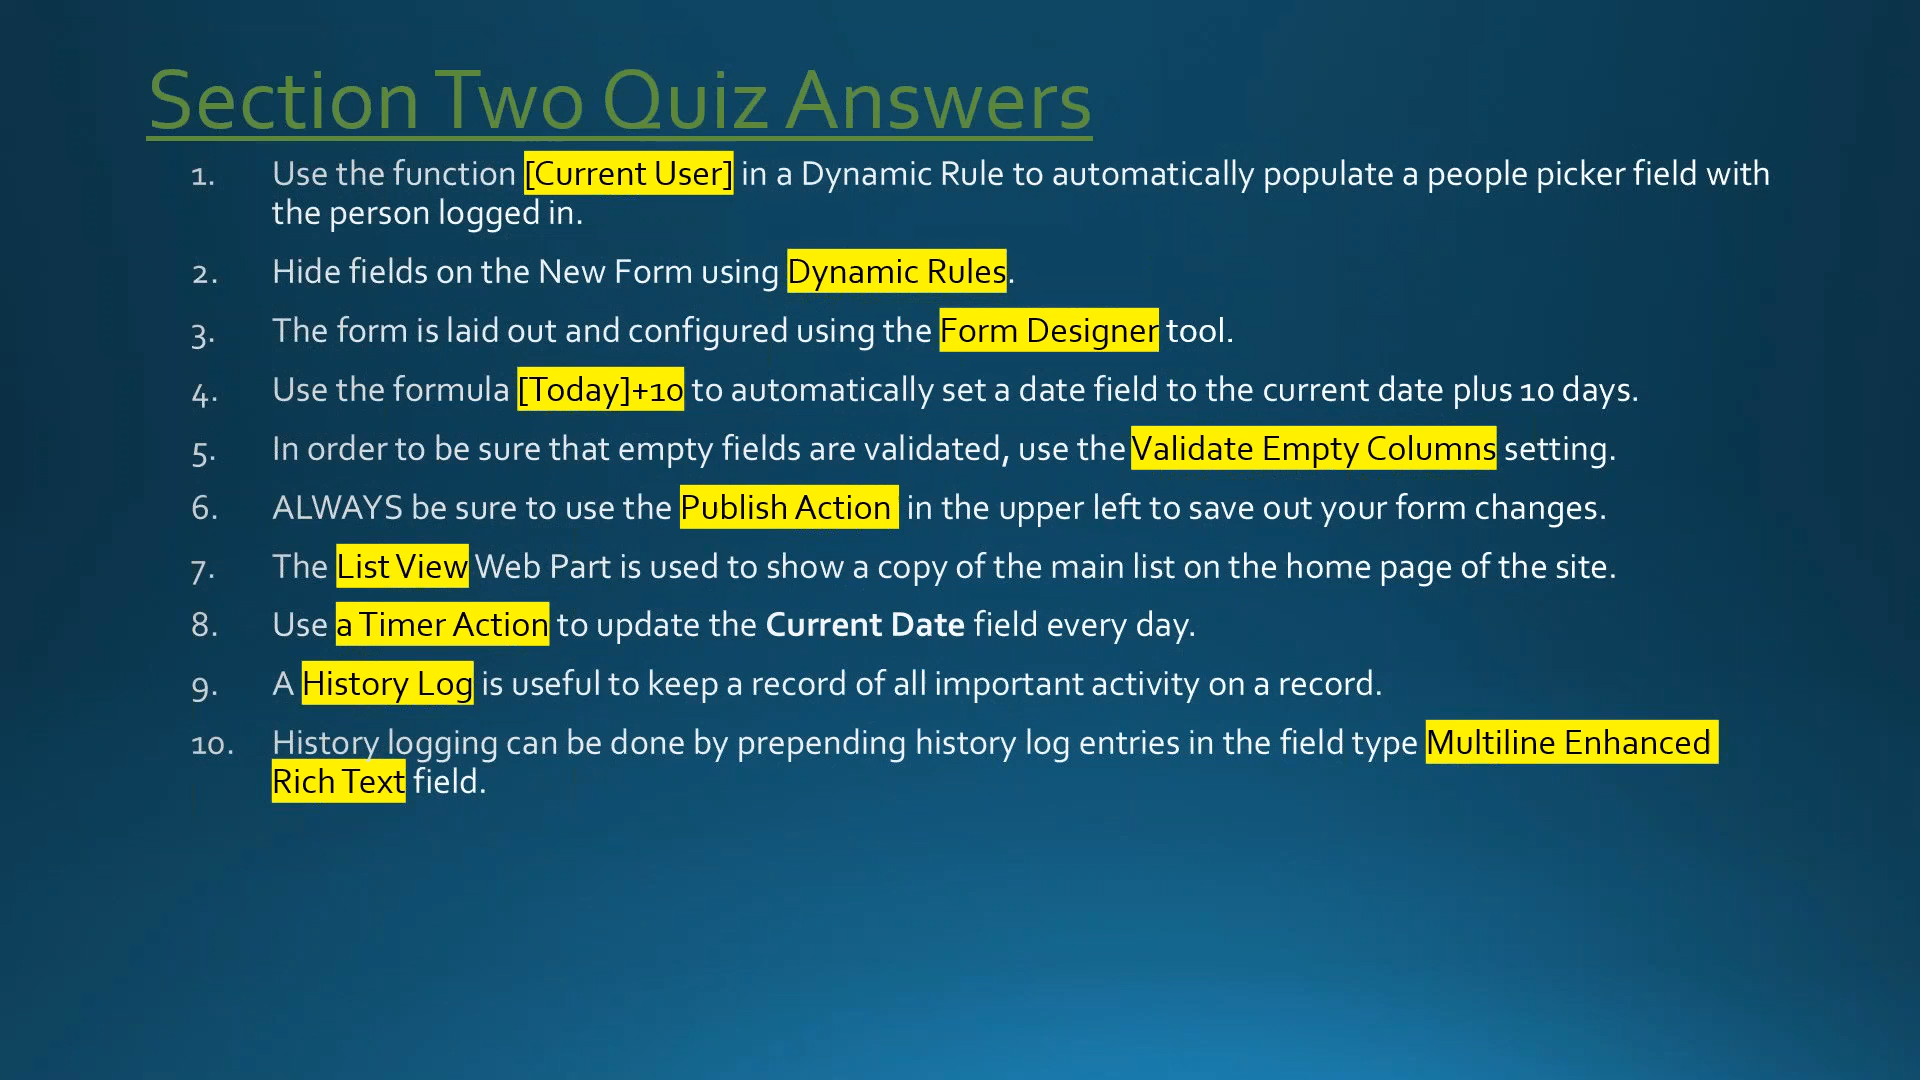 Section Two Quiz Answers
1. Use the function [Current User] in a Dynamic Rule to automatically populate a people picker field with
the person logged in.
2. Hide fields on the New Form using Dynamic Rules.
3. The form is laid out and configured using the Form Designer tool.
4. Use the formula [Today]+10 to automatically set a date field to the current date plus 10 days.
5. In order to be sure that empty fields are validated, use the Validate Empty Columns setting.
6. ALWAYS be sure to use the Publish Action in the upper left to save out your form changes.
7. The List View Web Part is used to show a copy of the main list on the home page of the site.
8. Use a Timer Action to update the Current Date field every day.
9. A History Log is useful to keep a record of all important activity on a record.
10. History logging can be done by prepending history log entries in the field type Multiline Enhanced
Rich Text field.